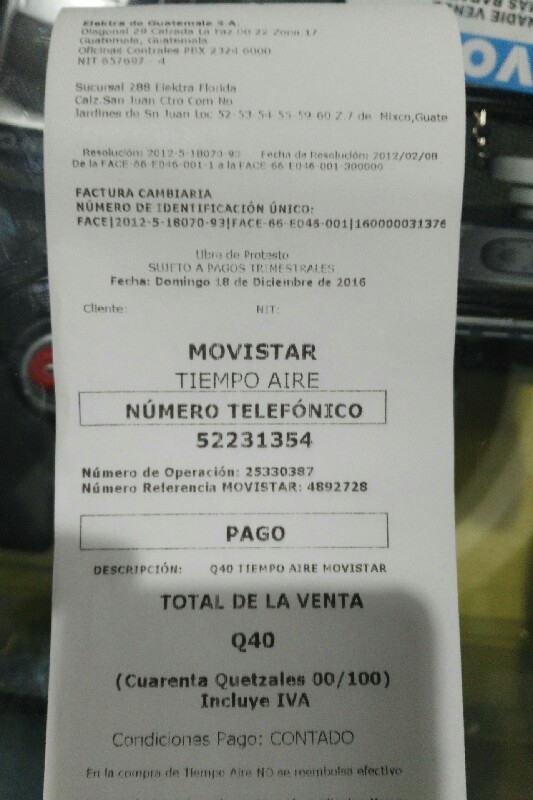 Elektra de Guatemala S.A.
Diagonal 29 Calzada La Paz 00-22 Zona 17
Guatemala, Guatemala
Oficinas Centrales PBX 2324 6000
NIT 657697 - 4
Sucursal 288 Elektra Florida
Calz.San Juan Ctro Com No
Jardines de Sn Juan Loc 52-53-54-55-59-60 Z.7 de Mixco,Guate
Resolución: 2012-5-18070-93 Fecha de Resolución: 2012/02/08
De la FACE-66-E046-001-1 a la FACE-66-E046-001-300000
FACTURA CAMBIARIA
NÚMERO DE IDENTIFICACIÓN ÚNICO:
FACE|2012-5-18070-93|FACE-66-E046-001|160000031376
Libre de Protesto
SUJETO A PAGOS TRIMESTRALES
Fecha: Domingo 18 de Diciembre de 2016
Cliente: NIT:
MOVISTAR
TIEMPO AIRE
NÚMERO TELEFÓNICO
52231354
Número de Operación: 25330387
Número Referencia MOVISTAR: 4892728
PAGO
DESCRIPCIÓN: Q40 TIEMPO AIRE MOVISTAR
TOTAL DE LA VENTA
Q40
(Cuarenta Quetzales 00/100)
Incluye IVA
Condiciones Pago: CONTADO
En la compra de Tiempo Aire NO se reembolsa efectivo